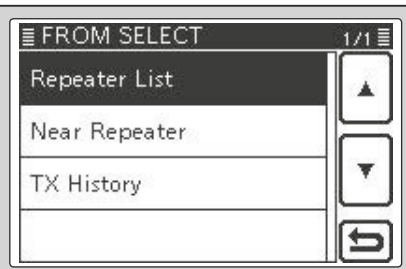 FROM SELECT 1/1
Repeater List
Near Repeater
TX History